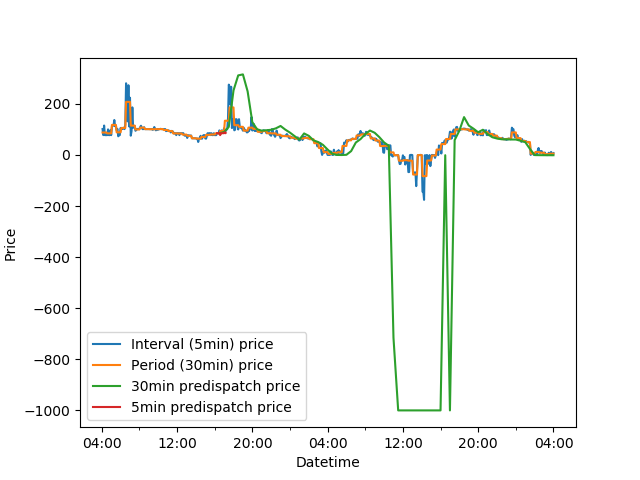 200
0
−200
−400
−600
−800
−1000
Price
Interval (5min) price
Period (30min) price
30min predispatch price
5min predispatch price
04:00 12:00 20:00 04:00 12:00 20:00 04:00
Datetime